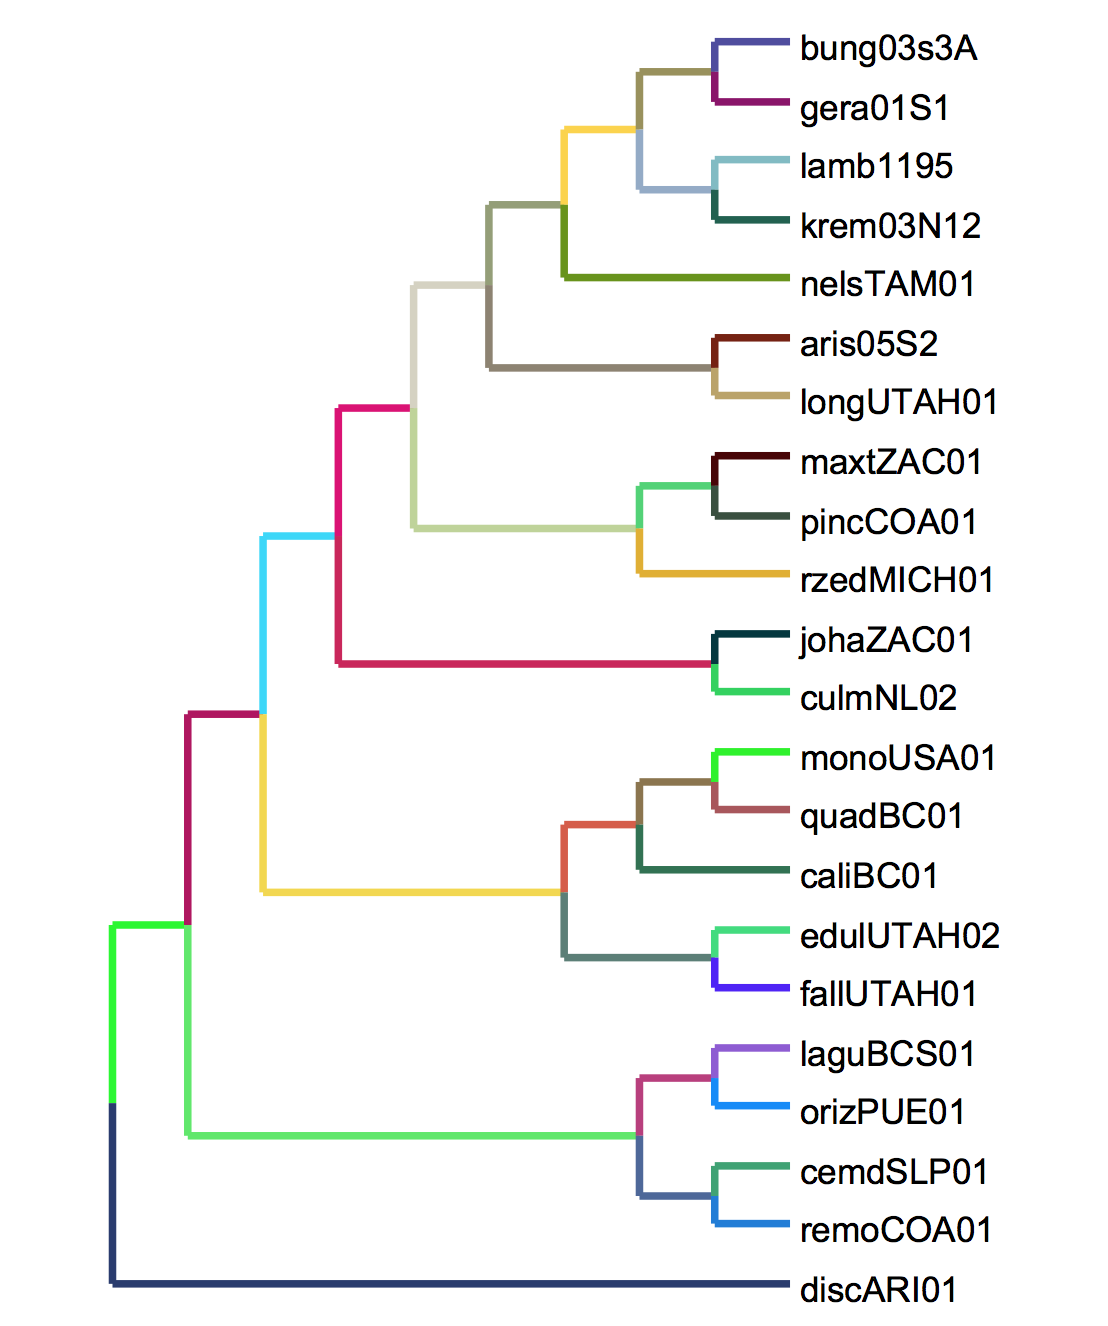 bung03s3A
gera01S1
lamb1195
krem03N12
nelsTAM01
aris05S2
longUTAH01
maxtZAC01
pincCOA01
rzedMICH01
johaZAC01
culmNL02
monoUSA01
quadBC01
caliBC01
edulUTAH02
fallUTAH01
laguBCS01
orizPUE01
cemdSLP01
remoCOA01
discARI01